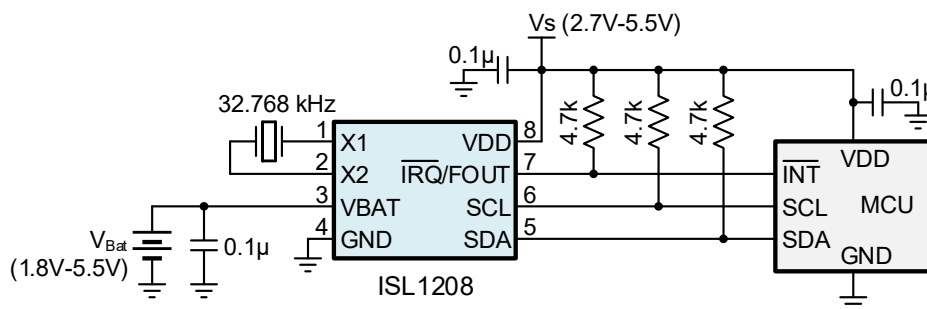 Vs (2.7V-5.5V)
0.1µ
0.1µ
32.768 kHz
4.7k
4.7k
4.7k
1
X1
VDD
8
VDD
2
X2
IRQ/FOUT
7
INT
3
VBAT
SCL
6
SCL
MCU
4
GND
SDA
5
SDA
VBat
0.1µ
GND
(1.8V-5.5V)
ISL1208